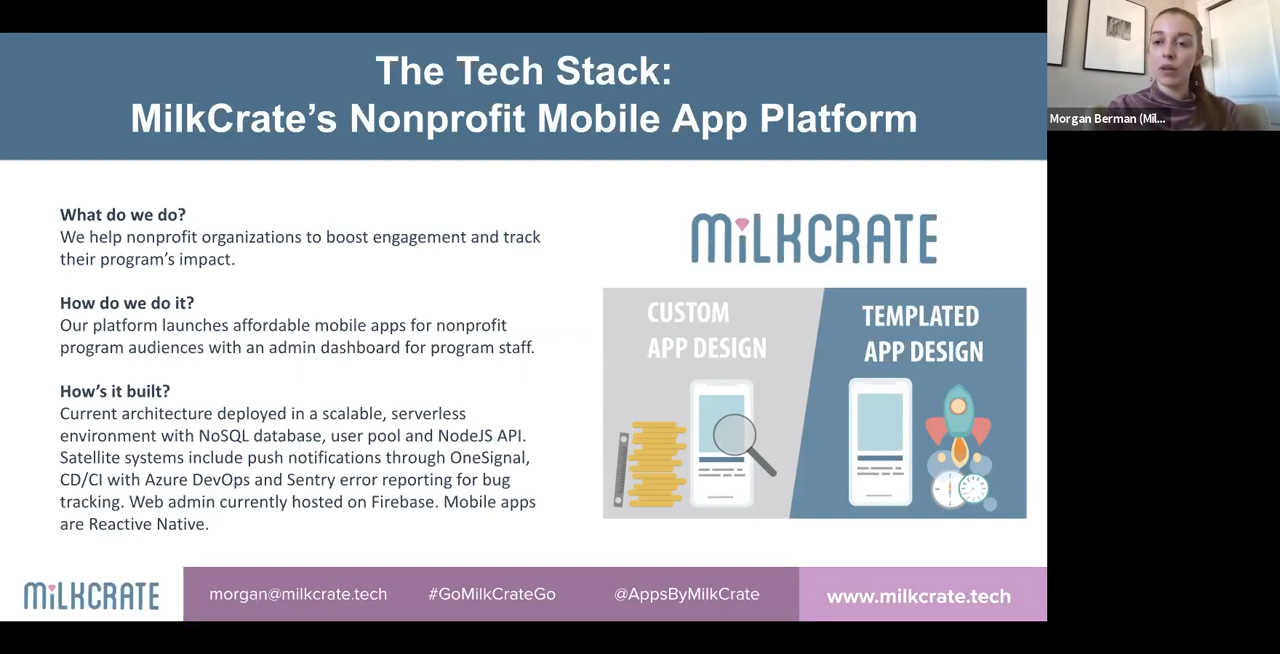 The Tech Stack:
MilkCrate’s Nonprofit Mobile App Platform
Morgan Berman (Mil...
What do we do?
We help nonprofit organizations to boost engagement and track
their program’s impact.
How do we do it?
Our platform launches affordable mobile apps for nonprofit
program audiences with an admin dashboard for program staff.
How’s it built?
Current architecture deployed in a scalable, serverless
environment with NoSQL database, user pool and NodeJS API.
Satellite systems include push notifications through OneSignal,
CD/CI with Azure DevOps and Sentry error reporting for bug
tracking. Web admin currently hosted on Firebase. Mobile apps
are Reactive Native.
MiLKCRATE
CUSTOM
APP DESIGN
TEMPLATED
APP DESIGN
MiLKCRATE
morgan@milkcrate.tech
#GoMilkCrateGo
@AppsByMilkCrate
www.milkcrate.tech